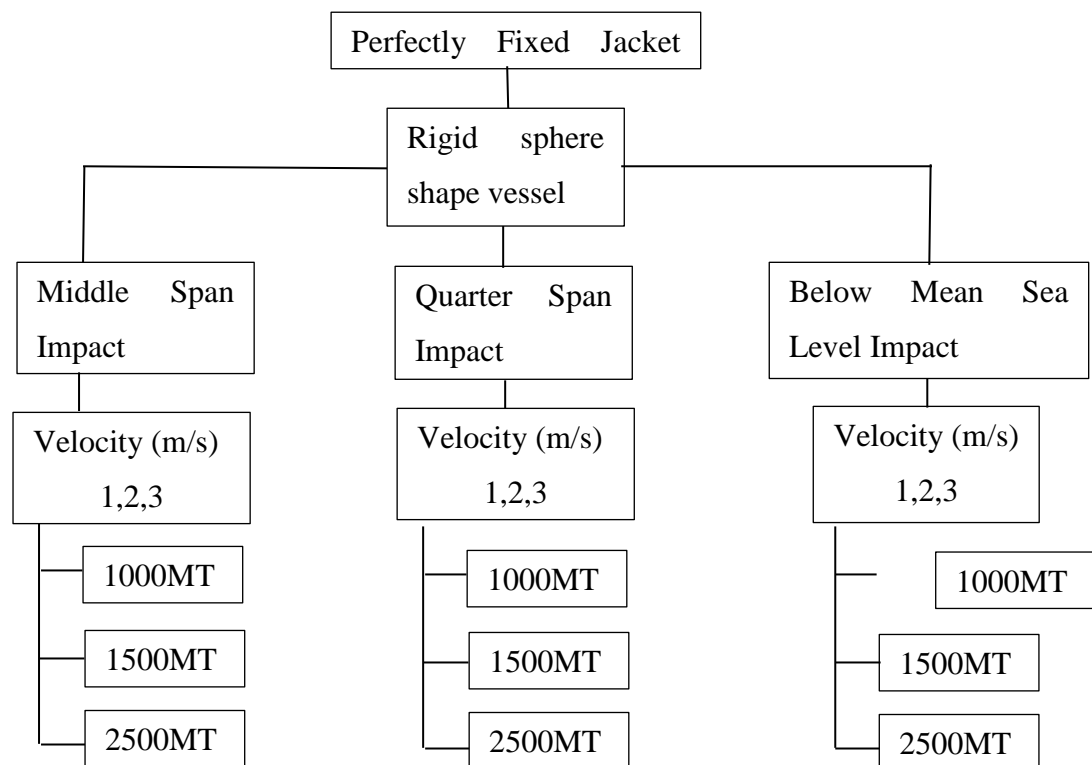 Perfectly Fixed Jacket
Rigid sphere
shape vessel
Middle Span
Impact
Quarter Span
Impact
Below Mean Sea
Level Impact
Velocity (m/s)
1,2,3
Velocity (m/s)
1,2,3
Velocity (m/s)
1,2,3
1000MT
1000MT
1000MT
1500MT
1500MT
1500MT
2500MT
2500MT
2500MT